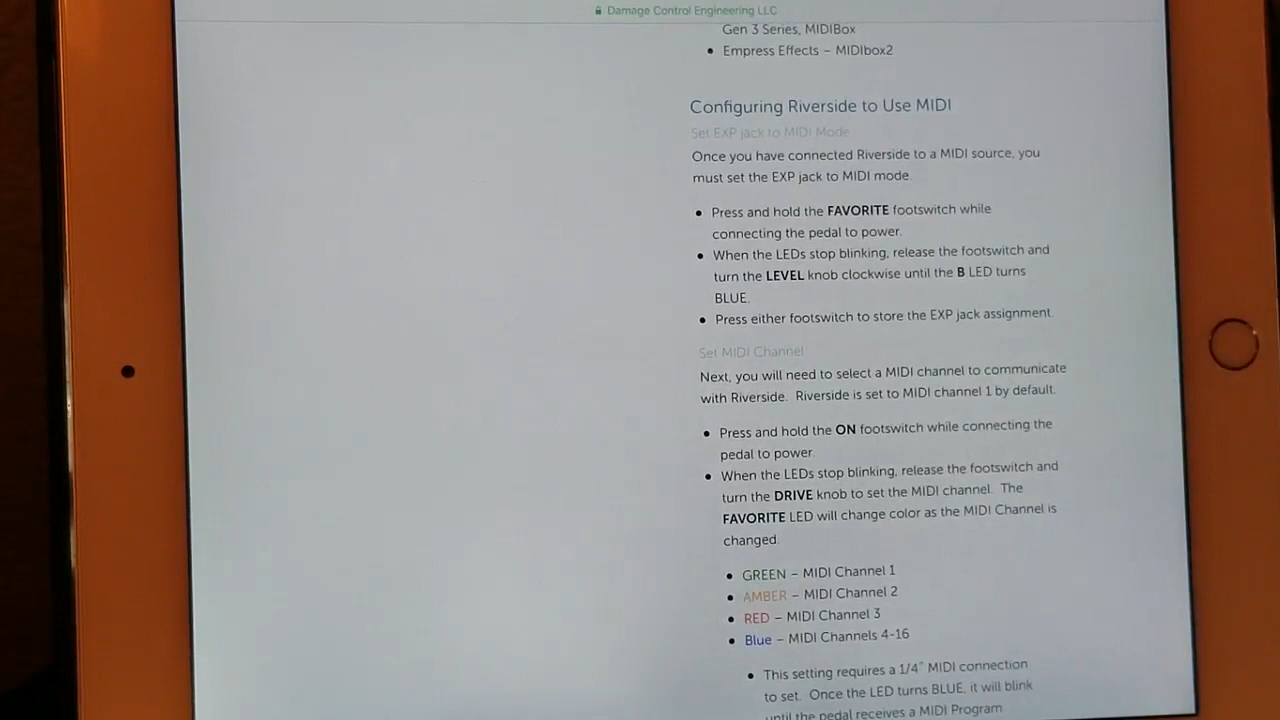 Damage Control Engineering LLC
Gen 3 Series, MIDIBox
• Empress Effects – MIDIbox2
Configuring Riverside to Use MIDI
Set EXP jack to MIDI Mode
Once you have connected Riverside to a MIDI source, you
must set the EXP jack to MIDI mode.
• Press and hold the FAVORITE footswitch while
connecting the pedal to power.
• When the LEDs stop blinking, release the footswitch and
turn the LEVEL knob clockwise until the B LED turns
BLUE.
• Press either footswitch to store the EXP jack assignment.
Set MIDI Channel
Next, you will need to select a MIDI channel to communicate
with Riverside. Riverside is set to MIDI channel 1 by default.
• Press and hold the ON footswitch while connecting the
pedal to power.
• When the LEDs stop blinking, release the footswitch and
turn the DRIVE knob to set the MIDI channel. The
FAVORITE LED will change color as the MIDI Channel is
changed.
• GREEN – MIDI Channel 1
• AMBER – MIDI Channel 2
• RED – MIDI Channel 3
• Blue – MIDI Channels 4-16
• This setting requires a 1/4″ MIDI connection
to set. Once the LED turns BLUE, it will blink
until the pedal receives a MIDI Program